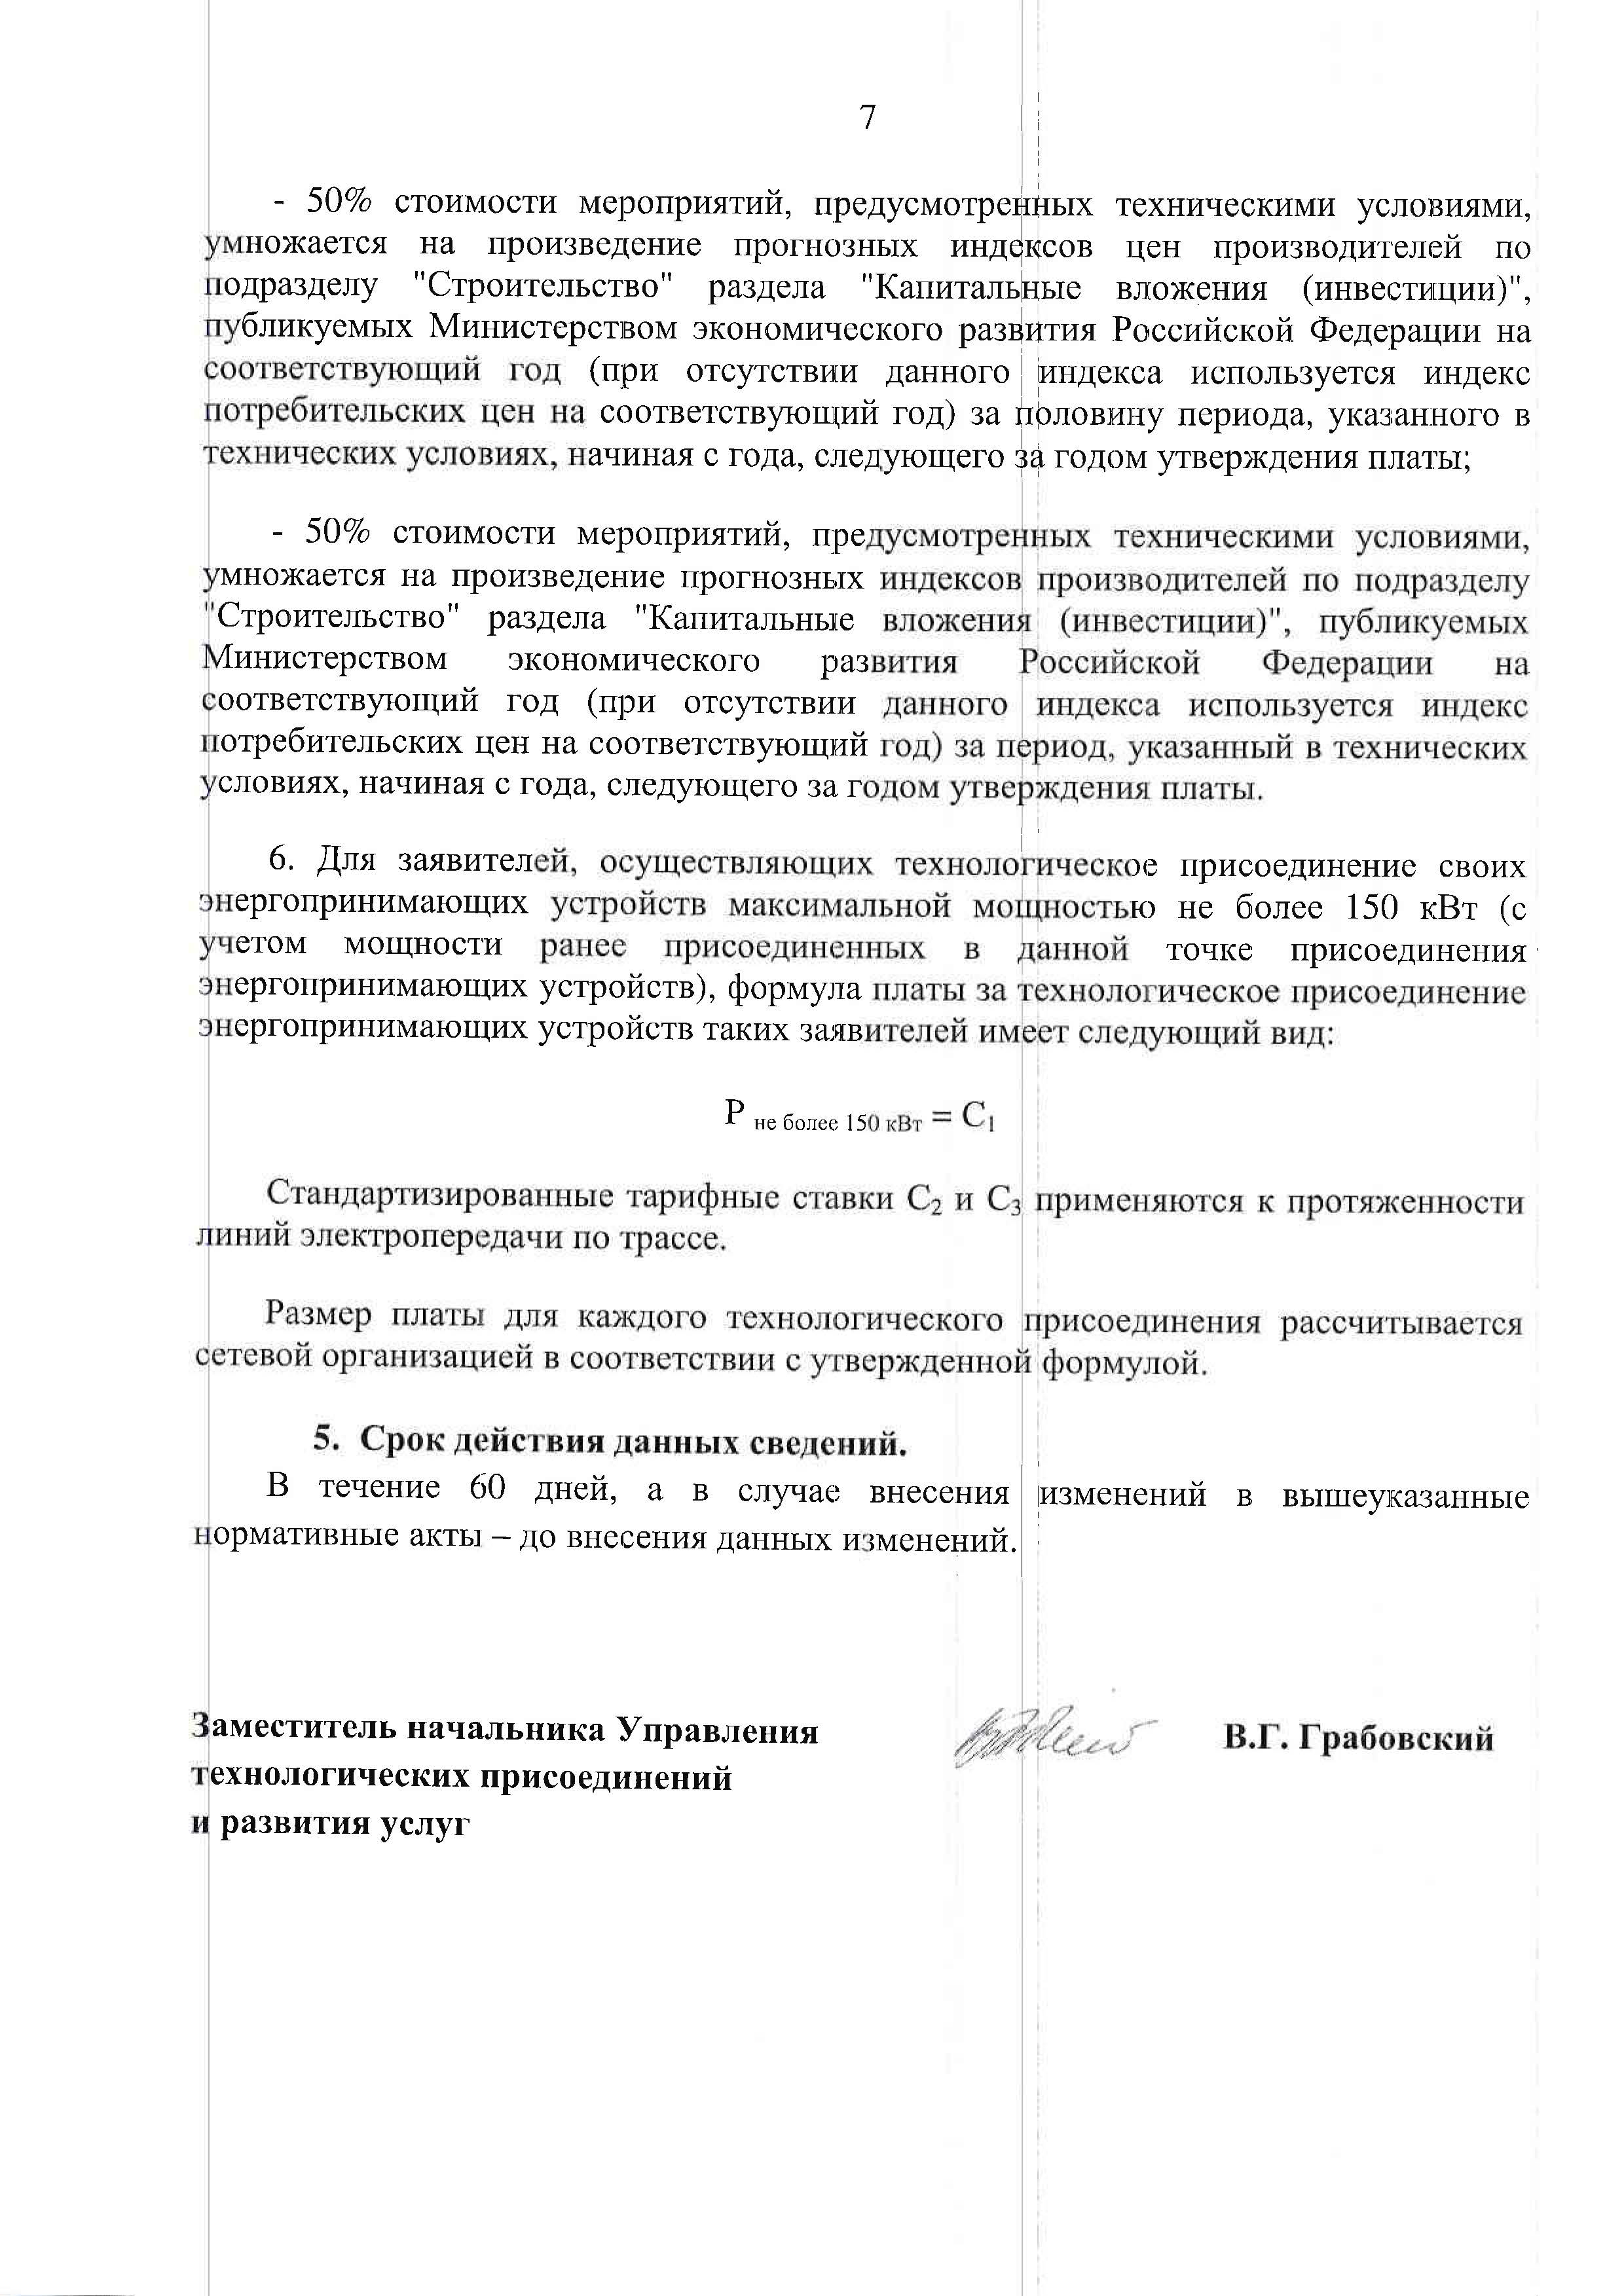 7
- 50% стоимости мероприятий, предусмотренных техническими условиями,
умножается на произведение прогнозных индексов цен производителей по
подразделу "Строительство" раздела "Капитальные вложения (инвестиции)",
публикуемых Министерством экономического развития Российской Федерации на
соответствующий год (при отсутствии данного индекса используется индекс
потребительских цен на соответствующий год) за половину периода, указанного в
технических условиях, начиная с года, следующего за годом утверждения платы;
- 50% стоимости мероприятий, предусмотренных техническими условиями,
умножается на произведение прогнозных индексов производителей по подразделу
"Строительство" раздела "Капитальные вложения (инвестиции)", публикуемых
Министерством экономического развития Российской Федерации на
соответствующий год (при отсутствии данного индекса используется индекс
потребительских цен на соответствующий год) за период, указанный в технических
условиях, начиная с года, следующего за годом утверждения платы.
6. Для заявителей, осуществляющих технологическое присоединение своих
энергопринимающих устройств максимальной мощностью не более 150 кВт (с
учетом мощности ранее присоединенных в данной точке присоединения
энергопринимающих устройств), формула платы за технологическое присоединение
энергопринимающих устройств таких заявителей имеет следующий вид:
Р не более 150 кВт = С1
Стандартизированные тарифные ставки С2 и С3 применяются к протяженности
линий электропередачи по трассе.
Размер платы для каждого технологического присоединения рассчитывается
сетевой организацией в соответствии с утвержденной формулой.
5. Срок действия данных сведений.
В течение 60 дней, а в случае внесения изменений в вышеуказанные
нормативные акты – до внесения данных изменений.
Заместитель начальника Управления
технологических присоединений
и развития услуг
В.Г. Грабовский